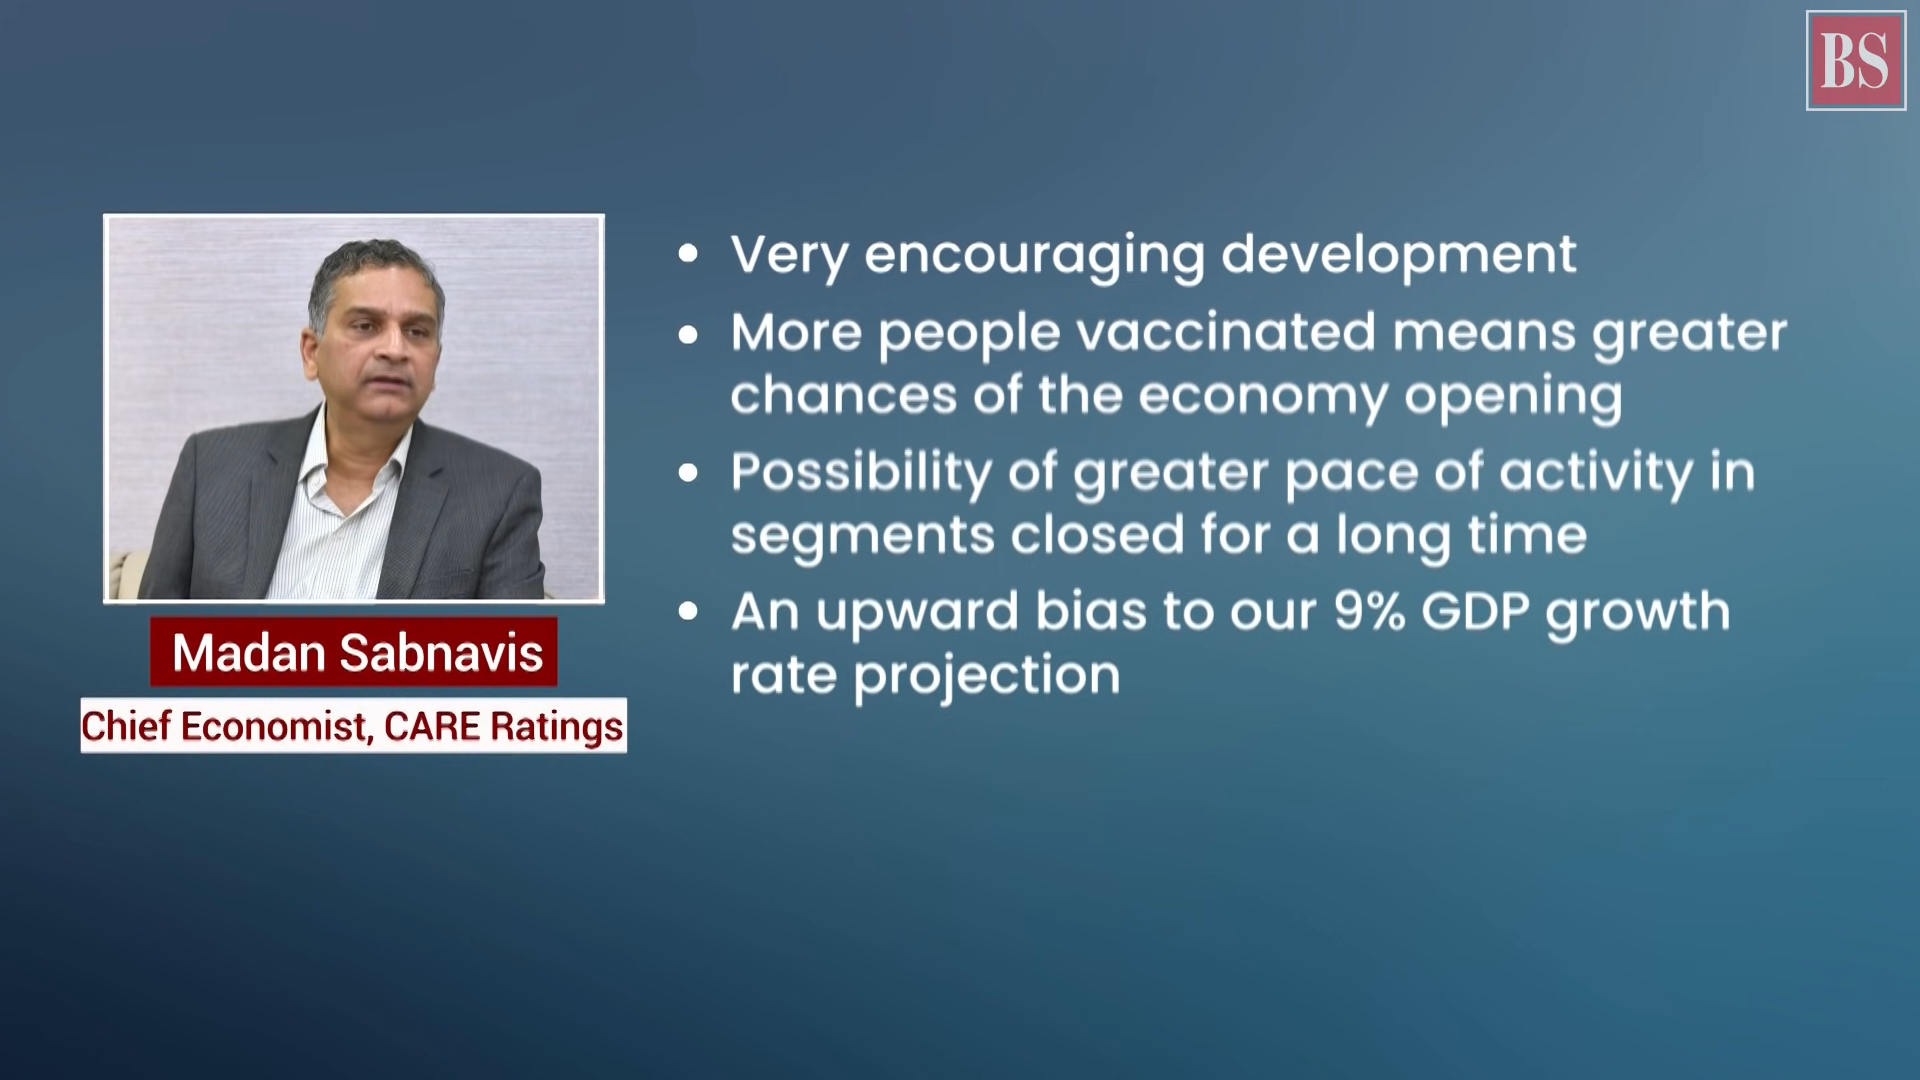 BS
Very encouraging development
More people vaccinated means greater
chances of the economy opening
Possibility of greater pace of activity in
segments closed for a long time
An upward bias to our 9% GDP growth
rate projection
Madan Sabnavis
Chief Economist, CARE Ratings